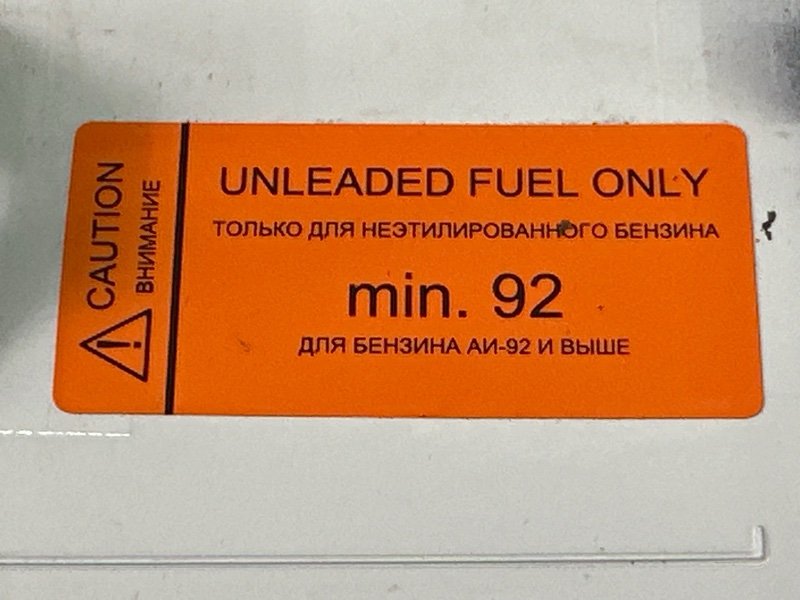 CAUTION
ВНИМАНИЕ
UNLEADED FUEL ONLY
ТОЛЬКО ДЛЯ НЕЭТИЛИРОВАННОГО БЕНЗИНА
min. 92
ДЛЯ БЕНЗИНА АИ-92 И ВЫШЕ